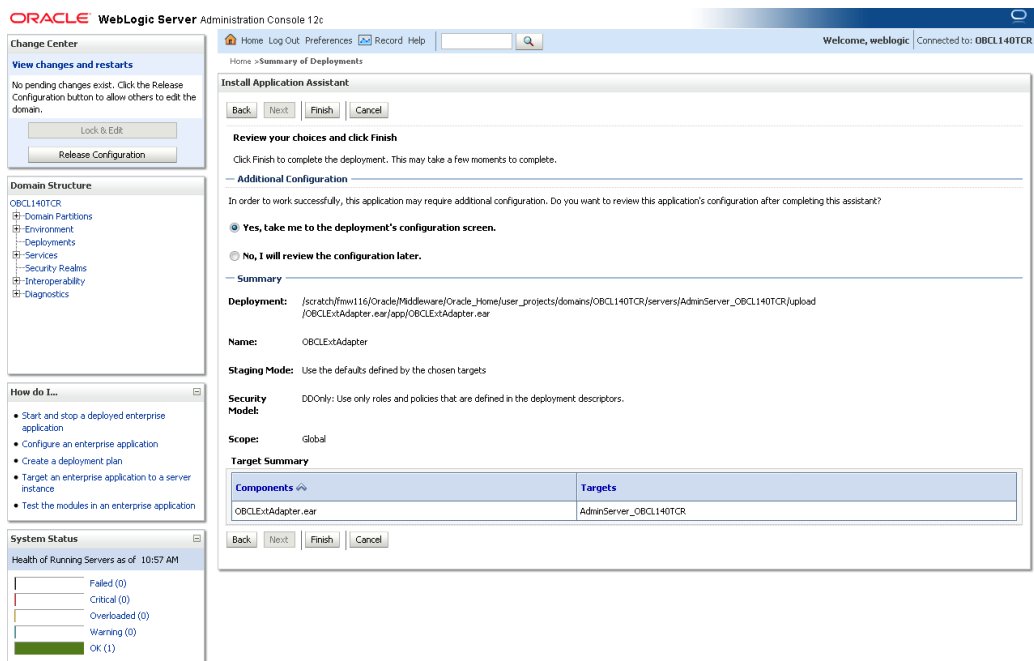 ORACLE WebLogic Server Administration Console 12c
Change Center
View changes and restarts
No pending changes exist. Click the Release
Configuration button to allow others to edit the
domain.
Lock & Edit
Release Configuration
Domain Structure
OBCL140TCR
Domain Partitions
Environment
Deployments
Services
Security Realms
Interoperability
Diagnostics
How do I...
Start and stop a deployed enterprise
application
Configure an enterprise application
Create a deployment plan
Target an enterprise application to a server
instance
Test the modules in an enterprise application
System Status
Health of Running Servers as of 10:57 AM
Failed (0)
Critical (0)
Overloaded (0)
Warning (0)
OK (1)
Home Log Out Preferences Record Help
Welcome, weblogic Connected to: OBCL140TCR
Home >Summary of Deployments
Install Application Assistant
Back Next Finish Cancel
Review your choices and click Finish
Click Finish to complete the deployment. This may take a few moments to complete.
Additional Configuration
In order to work successfully, this application may require additional configuration. Do you want to review this application's configuration after completing this assistant?
Yes, take me to the deployment's configuration screen.
No, I will review the configuration later.
Summary
Deployment: /scratch/fmw116/Oracle/Middleware/Oracle_Home/user_projects/domains/OBCL140TCR/servers/AdminServer_OBCL140TCR/upload
/OBCLExtAdapter.ear/app/OBCLExtAdapter.ear
Name: OBCLExtAdapter
Staging Mode: Use the defaults defined by the chosen targets
Security DDOnly: Use only roles and policies that are defined in the deployment descriptors.
Model:
Scope: Global
Target Summary
Components Targets
OBCLExtAdapter.ear AdminServer_OBCL140TCR
Back Next Finish Cancel